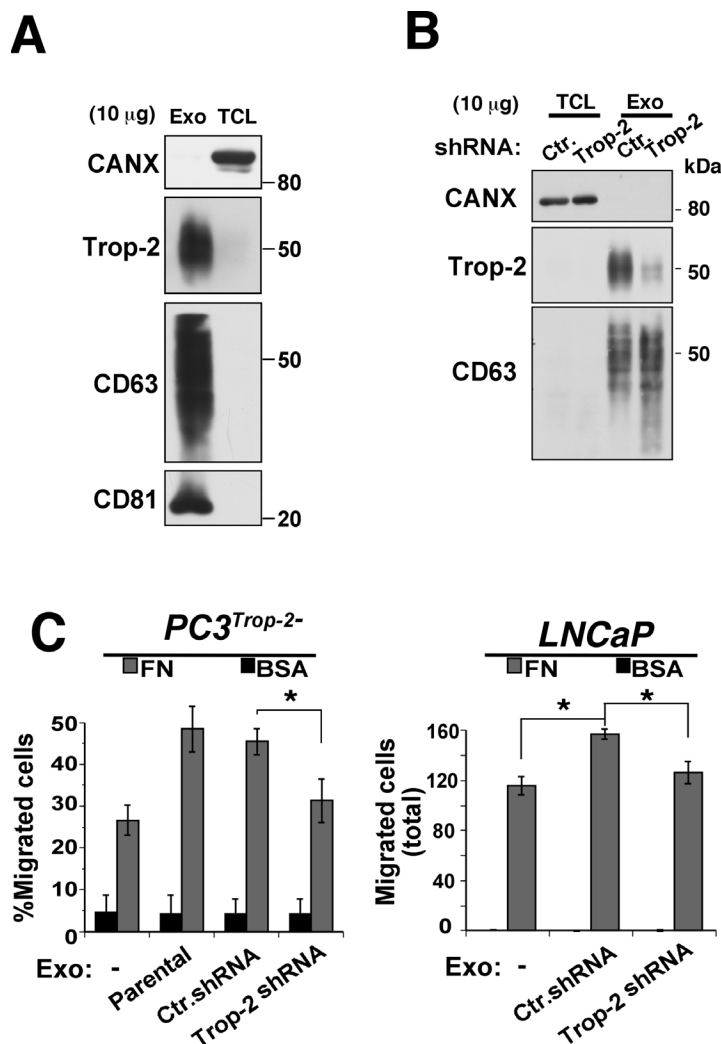 A
(10 μg) Exo TCL
CANX
80
Trop-2
50
CD63
50
CD81
20
B
(10 μg) TCL Exo
shRNA: Ctr. Trop-2 Ctr. Trop-2 kDa
CANX
80
Trop-2
50
CD63
50
C
PC3Trop-2-
FN BSA
*
%Migrated cells
50
40
30
20
10
0
Exo: - Parental Ctr.shRNA Trop-2 shRNA
LNCaP
FN BSA
* *
Migrated cells
(total)
160
120
80
40
0
Exo: - Ctr.shRNA Trop-2 shRNA